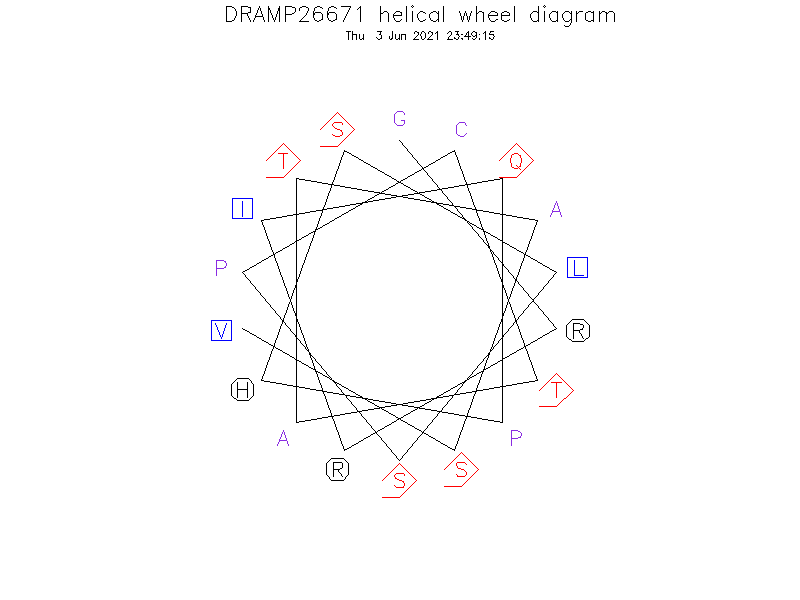 DRAMP26671 helical wheel diagram
Thu 3 Jun 2021 23:49:15
G
S C
T Q
I A
P L
V R
H T
A P
R S
S